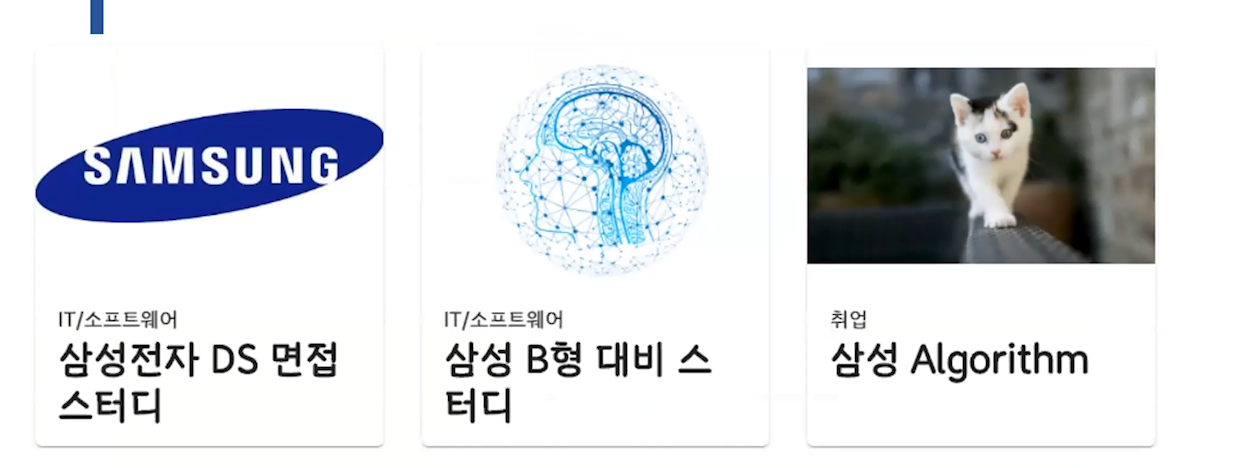 SAMSUNG
IT/소프트웨어
삼성전자 DS 면접
스터디
IT/소프트웨어
삼성 B형 대비 스
터디
취업
삼성 Algorithm